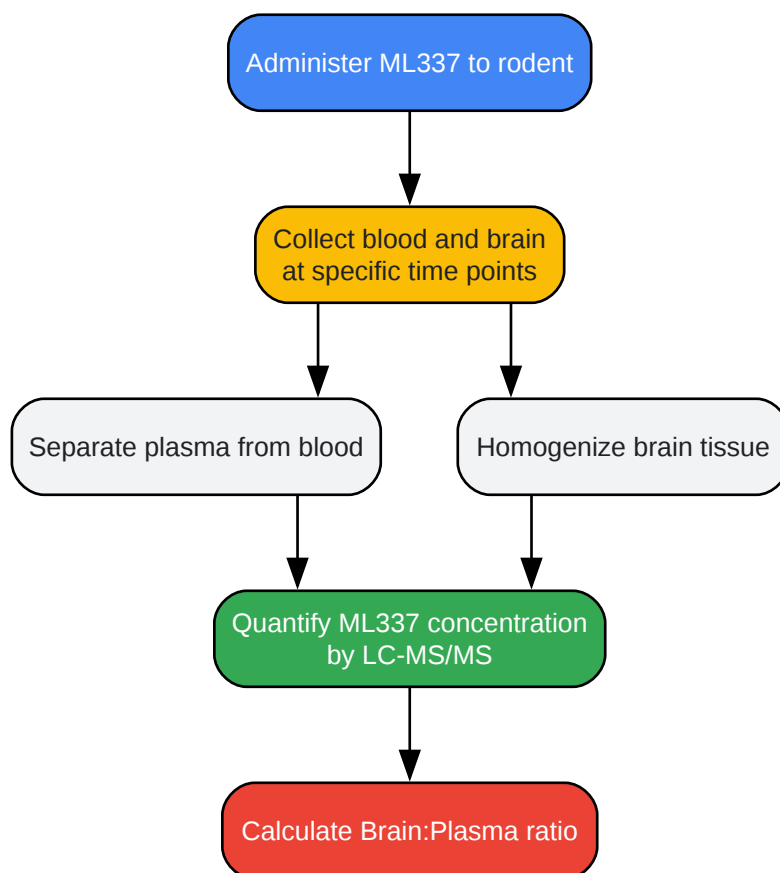 Administer ML337 to rodent
Collect blood and brain
at specific time points
Separate plasma from blood
Homogenize brain tissue
Quantify ML337 concentration
by LC-MS/MS
Calculate Brain:Plasma ratio